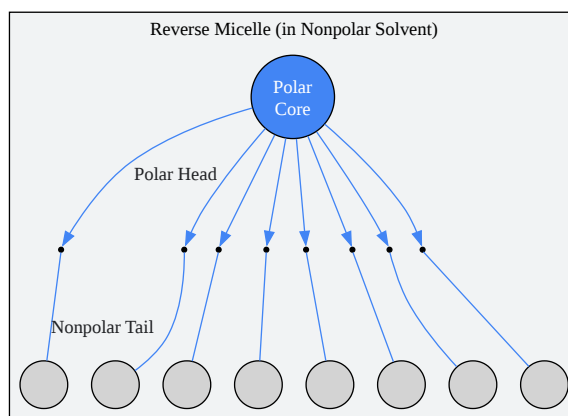 Reverse Micelle (in Nonpolar Solvent)
Polar
Core
Polar Head
Nonpolar Tail